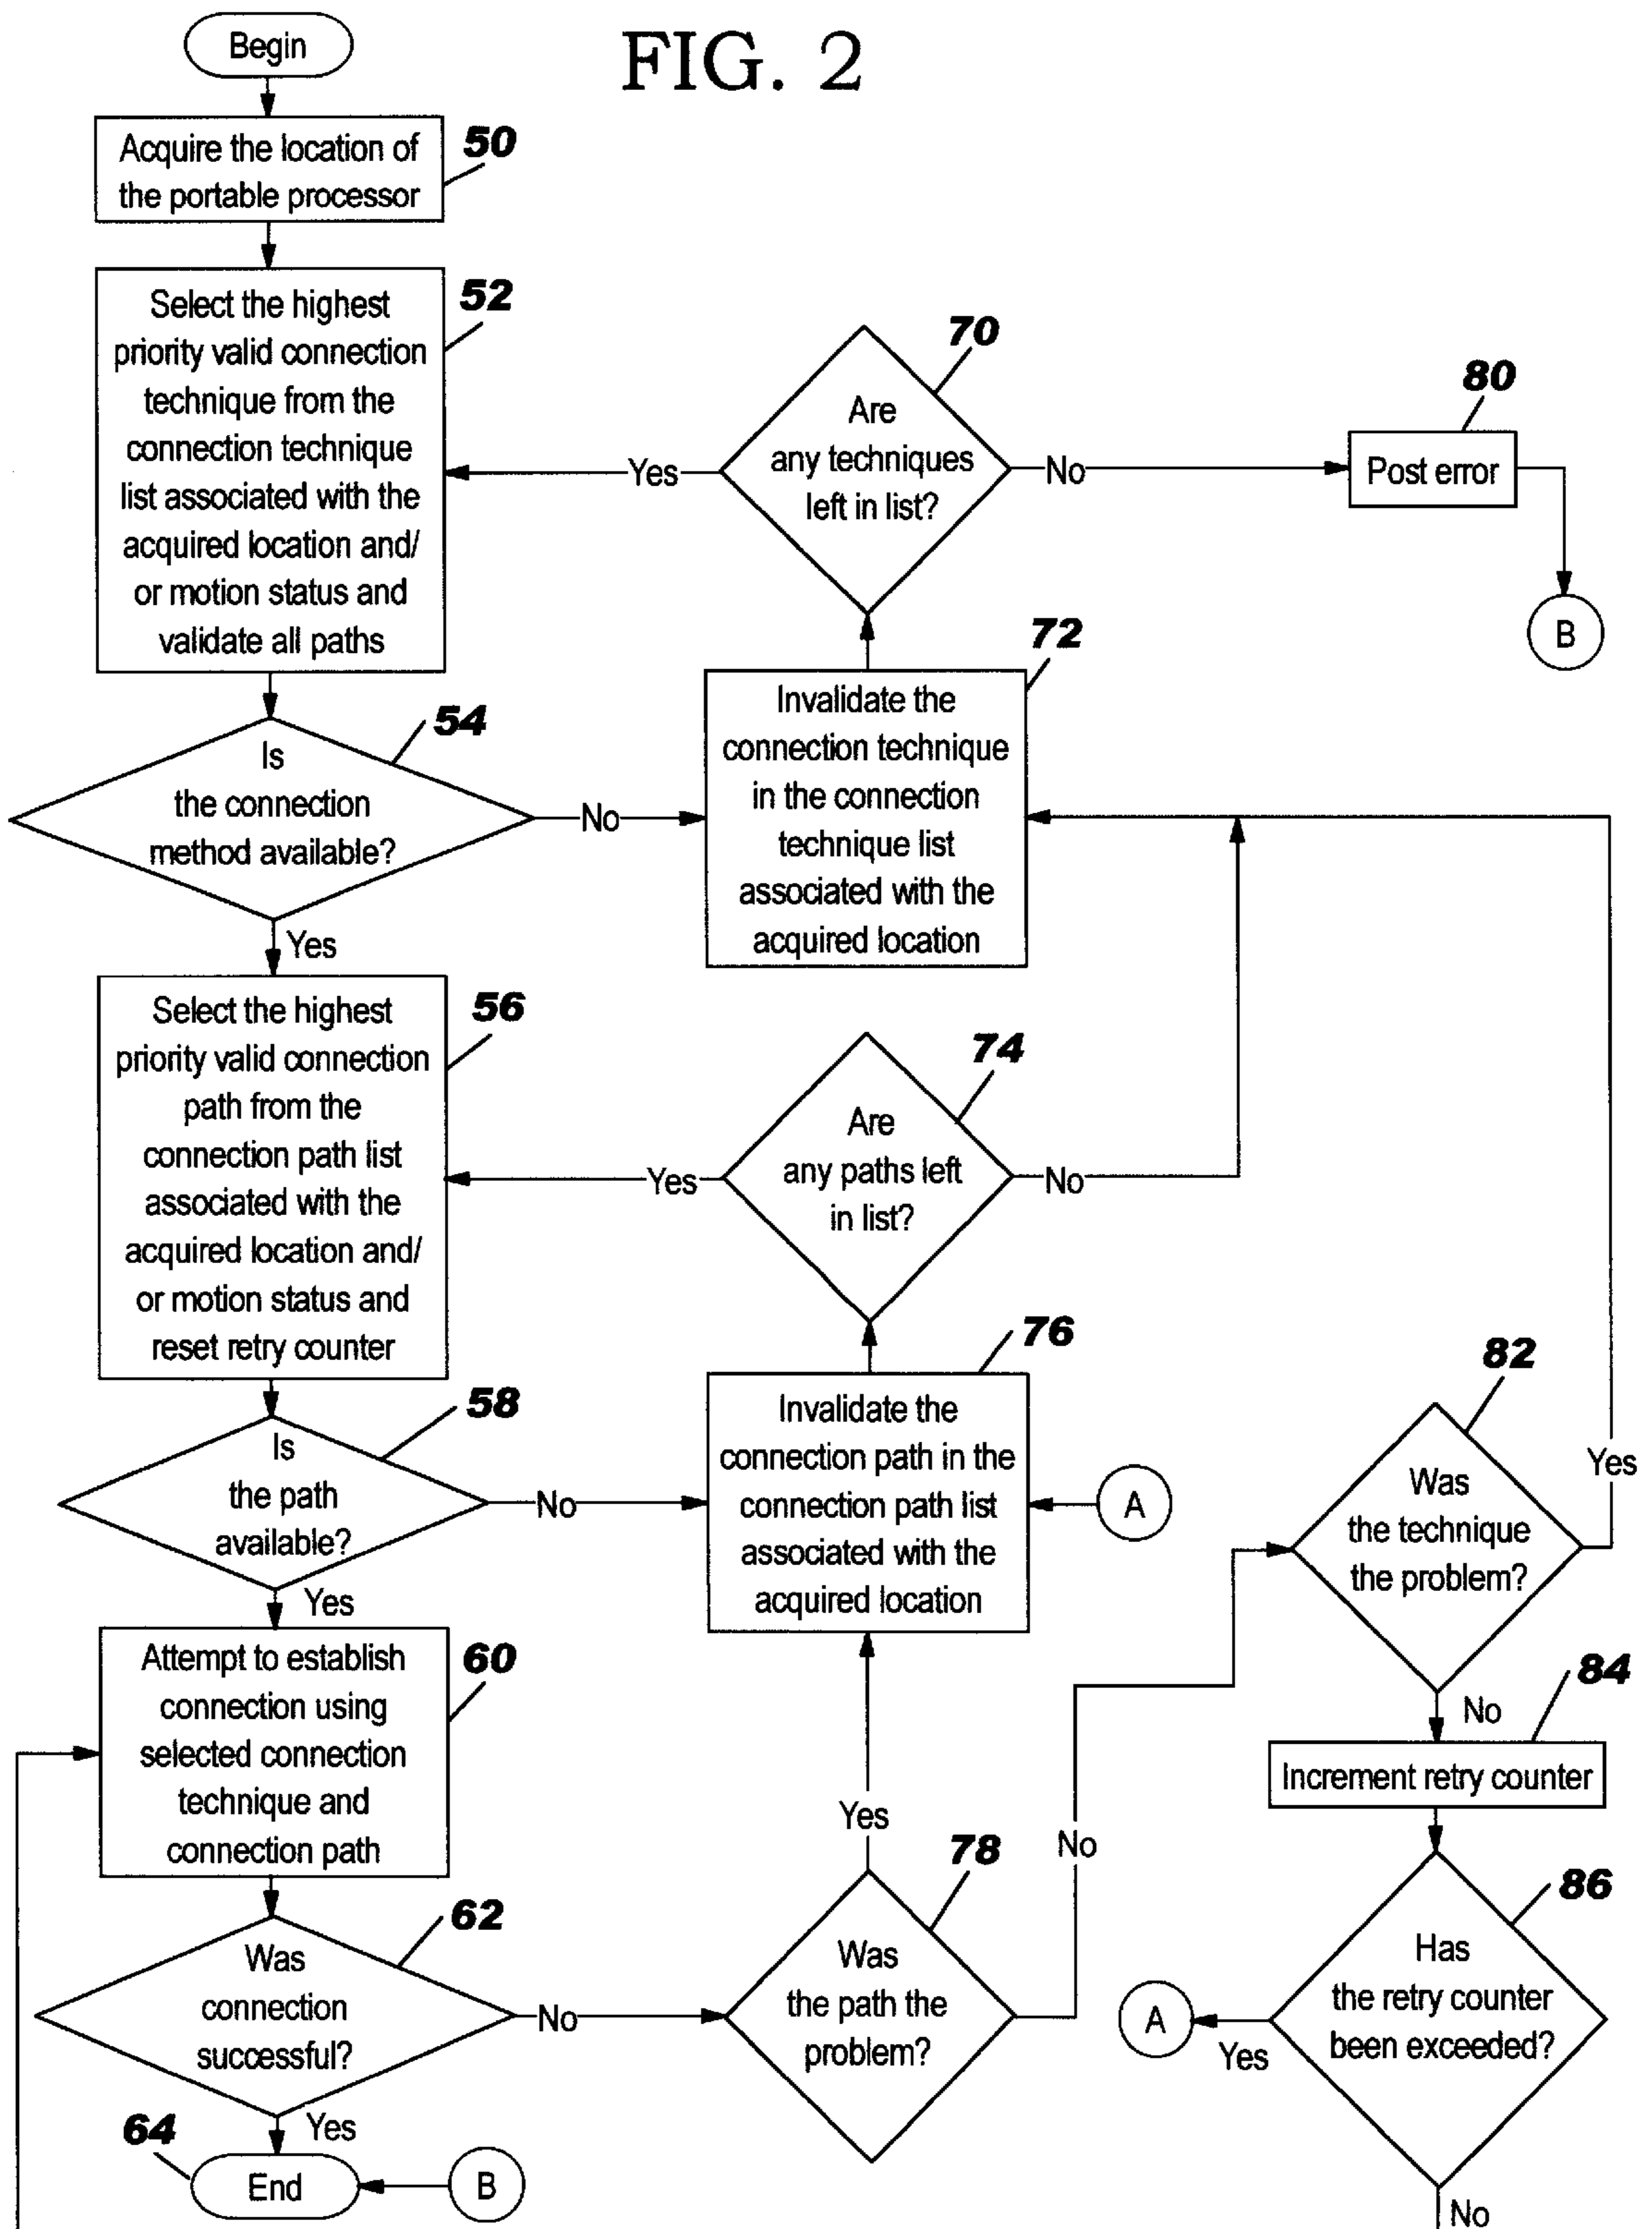 FIG. 2
Begin
Acquire the location of
the portable processor
50
Select the highest
priority valid connection
technique from the
connection technique
list associated with the
acquired location and/
or motion status and
validate all paths
52
Is
the connection
method available?
54
No
Yes
Select the highest
priority valid connection
path from the
connection path list
associated with the
acquired location and/
or motion status and
reset retry counter
56
Is
the path
available?
58
No
Yes
Attempt to establish
connection using
selected connection
technique and
connection path
60
Was
connection
successful?
62
No
Yes
64
End
B
Are
any techniques
left in list?
70
Yes
No
Post error
80
B
Invalidate the
connection technique
in the connection
technique list
associated with the
acquired location
72
Are
any paths left
in list?
74
Yes
No
Invalidate the
connection path in the
connection path list
associated with the
acquired location
76
A
Yes
Was
the path the
problem?
78
No
Was
the technique
the problem?
82
Yes
No
Increment retry counter
84
Has
the retry counter
been exceeded?
86
Yes
A
No